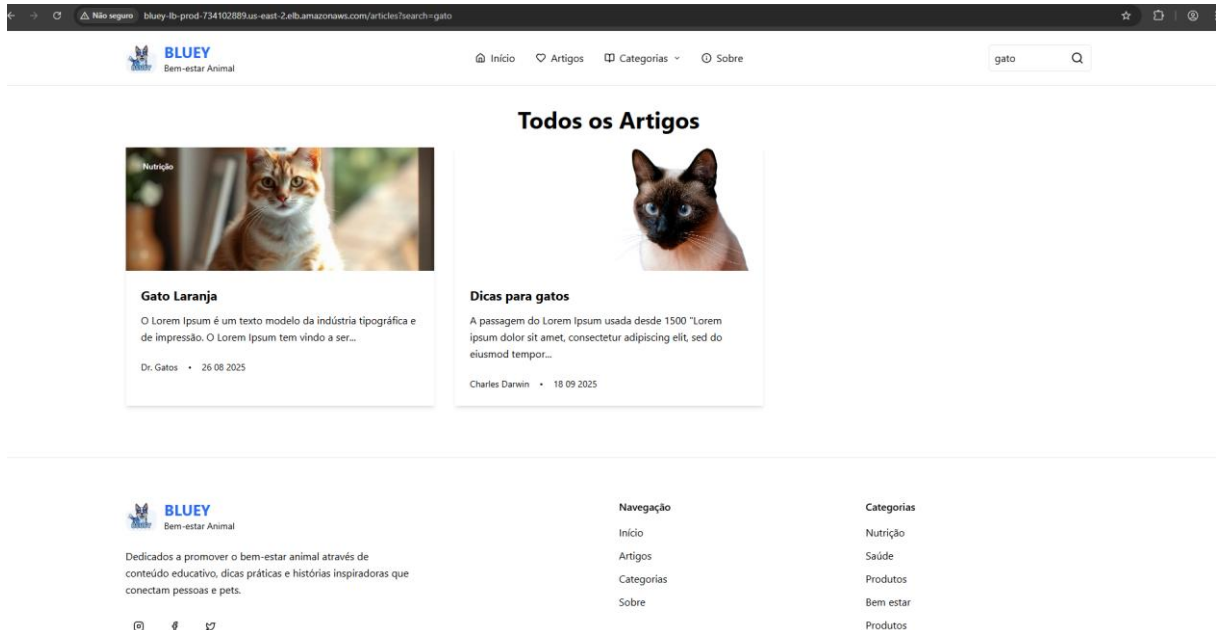 Não seguro bluey-lb-prod-734102889.us-east-2.elb.amazonaws.com/articles?search=gato
BLUEY
Bem-estar Animal
Início Artigos Categorias Sobre
gato
Todos os Artigos
Nutrição
Gato Laranja
O Lorem Ipsum é um texto modelo da indústria tipográfica e
de impressão. O Lorem Ipsum tem vindo a ser...
Dr. Gatos • 26 08 2025
Dicas para gatos
A passagem do Lorem Ipsum usada desde 1500 "Lorem
ipsum dolor sit amet, consectetur adipiscing elit, sed do
eiusmod tempor...
Charles Darwin • 18 09 2025
BLUEY
Bem-estar Animal
Dedicados a promover o bem-estar animal através de
conteúdo educativo, dicas práticas e histórias inspiradoras que
conectam pessoas e pets.
Navegação
Início
Artigos
Categorias
Sobre
Categorias
Nutrição
Saúde
Produtos
Bem estar
Produtos